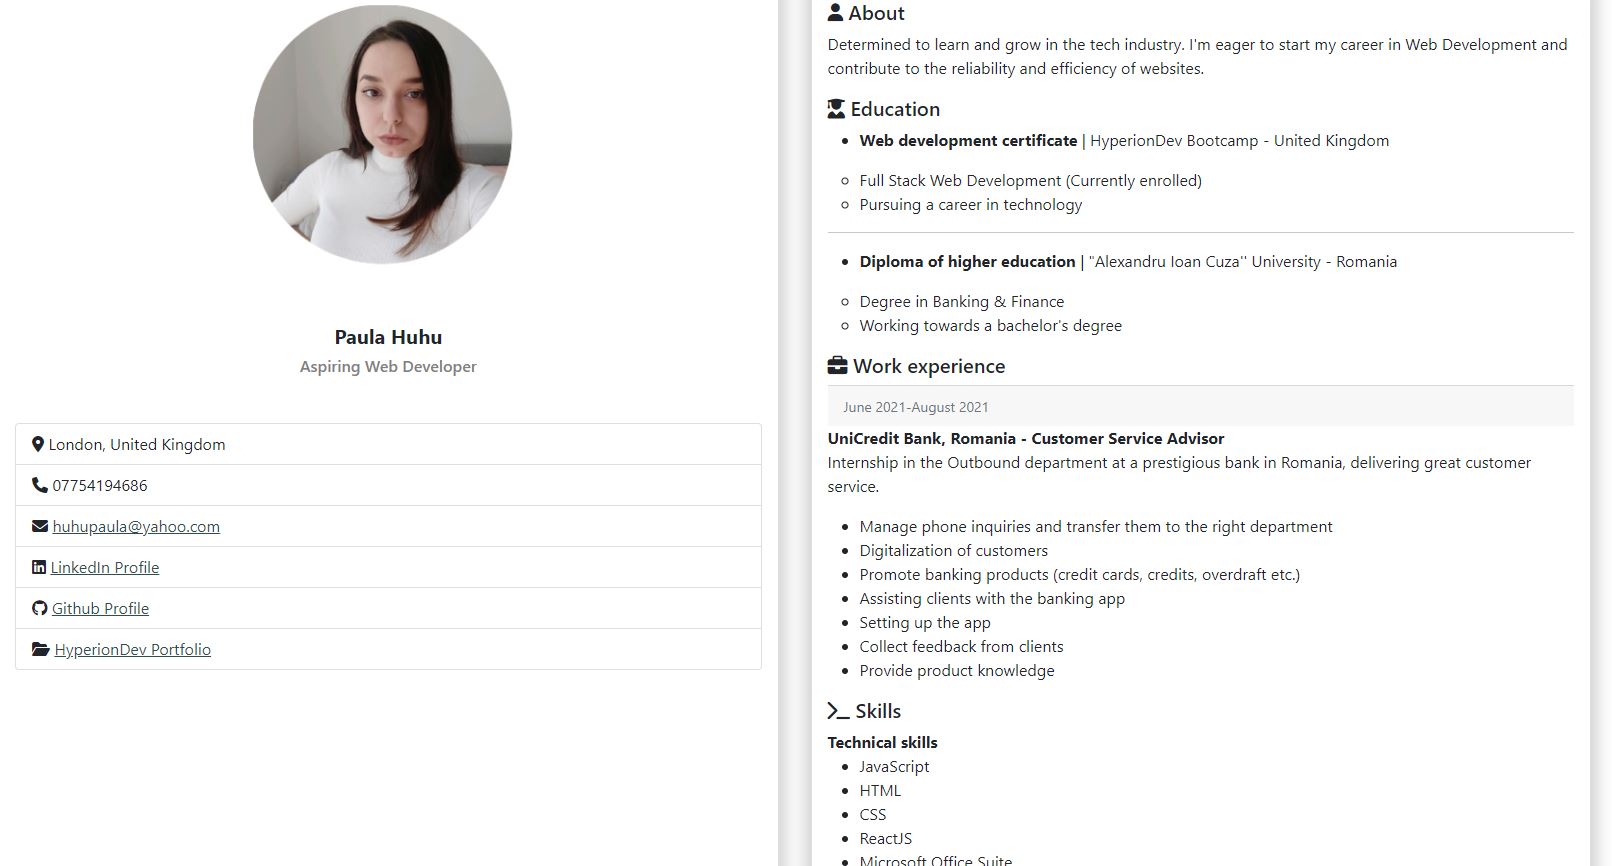 Paula Huhu
Aspiring Web Developer
London, United Kingdom
07754194686
huhupaula@yahoo.com
LinkedIn Profile
Github Profile
HyperionDev Portfolio
About
Determined to learn and grow in the tech industry. I'm eager to start my career in Web Development and
contribute to the reliability and efficiency of websites.
Education
Web development certificate | HyperionDev Bootcamp - United Kingdom
Full Stack Web Development (Currently enrolled)
Pursuing a career in technology
Diploma of higher education | "Alexandru Ioan Cuza'' University - Romania
Degree in Banking & Finance
Working towards a bachelor's degree
Work experience
June 2021-August 2021
UniCredit Bank, Romania - Customer Service Advisor
Internship in the Outbound department at a prestigious bank in Romania, delivering great customer
service.
Manage phone inquiries and transfer them to the right department
Digitalization of customers
Promote banking products (credit cards, credits, overdraft etc.)
Assisting clients with the banking app
Setting up the app
Collect feedback from clients
Provide product knowledge
Skills
Technical skills
JavaScript
HTML
CSS
ReactJS
Microsoft Office Suite